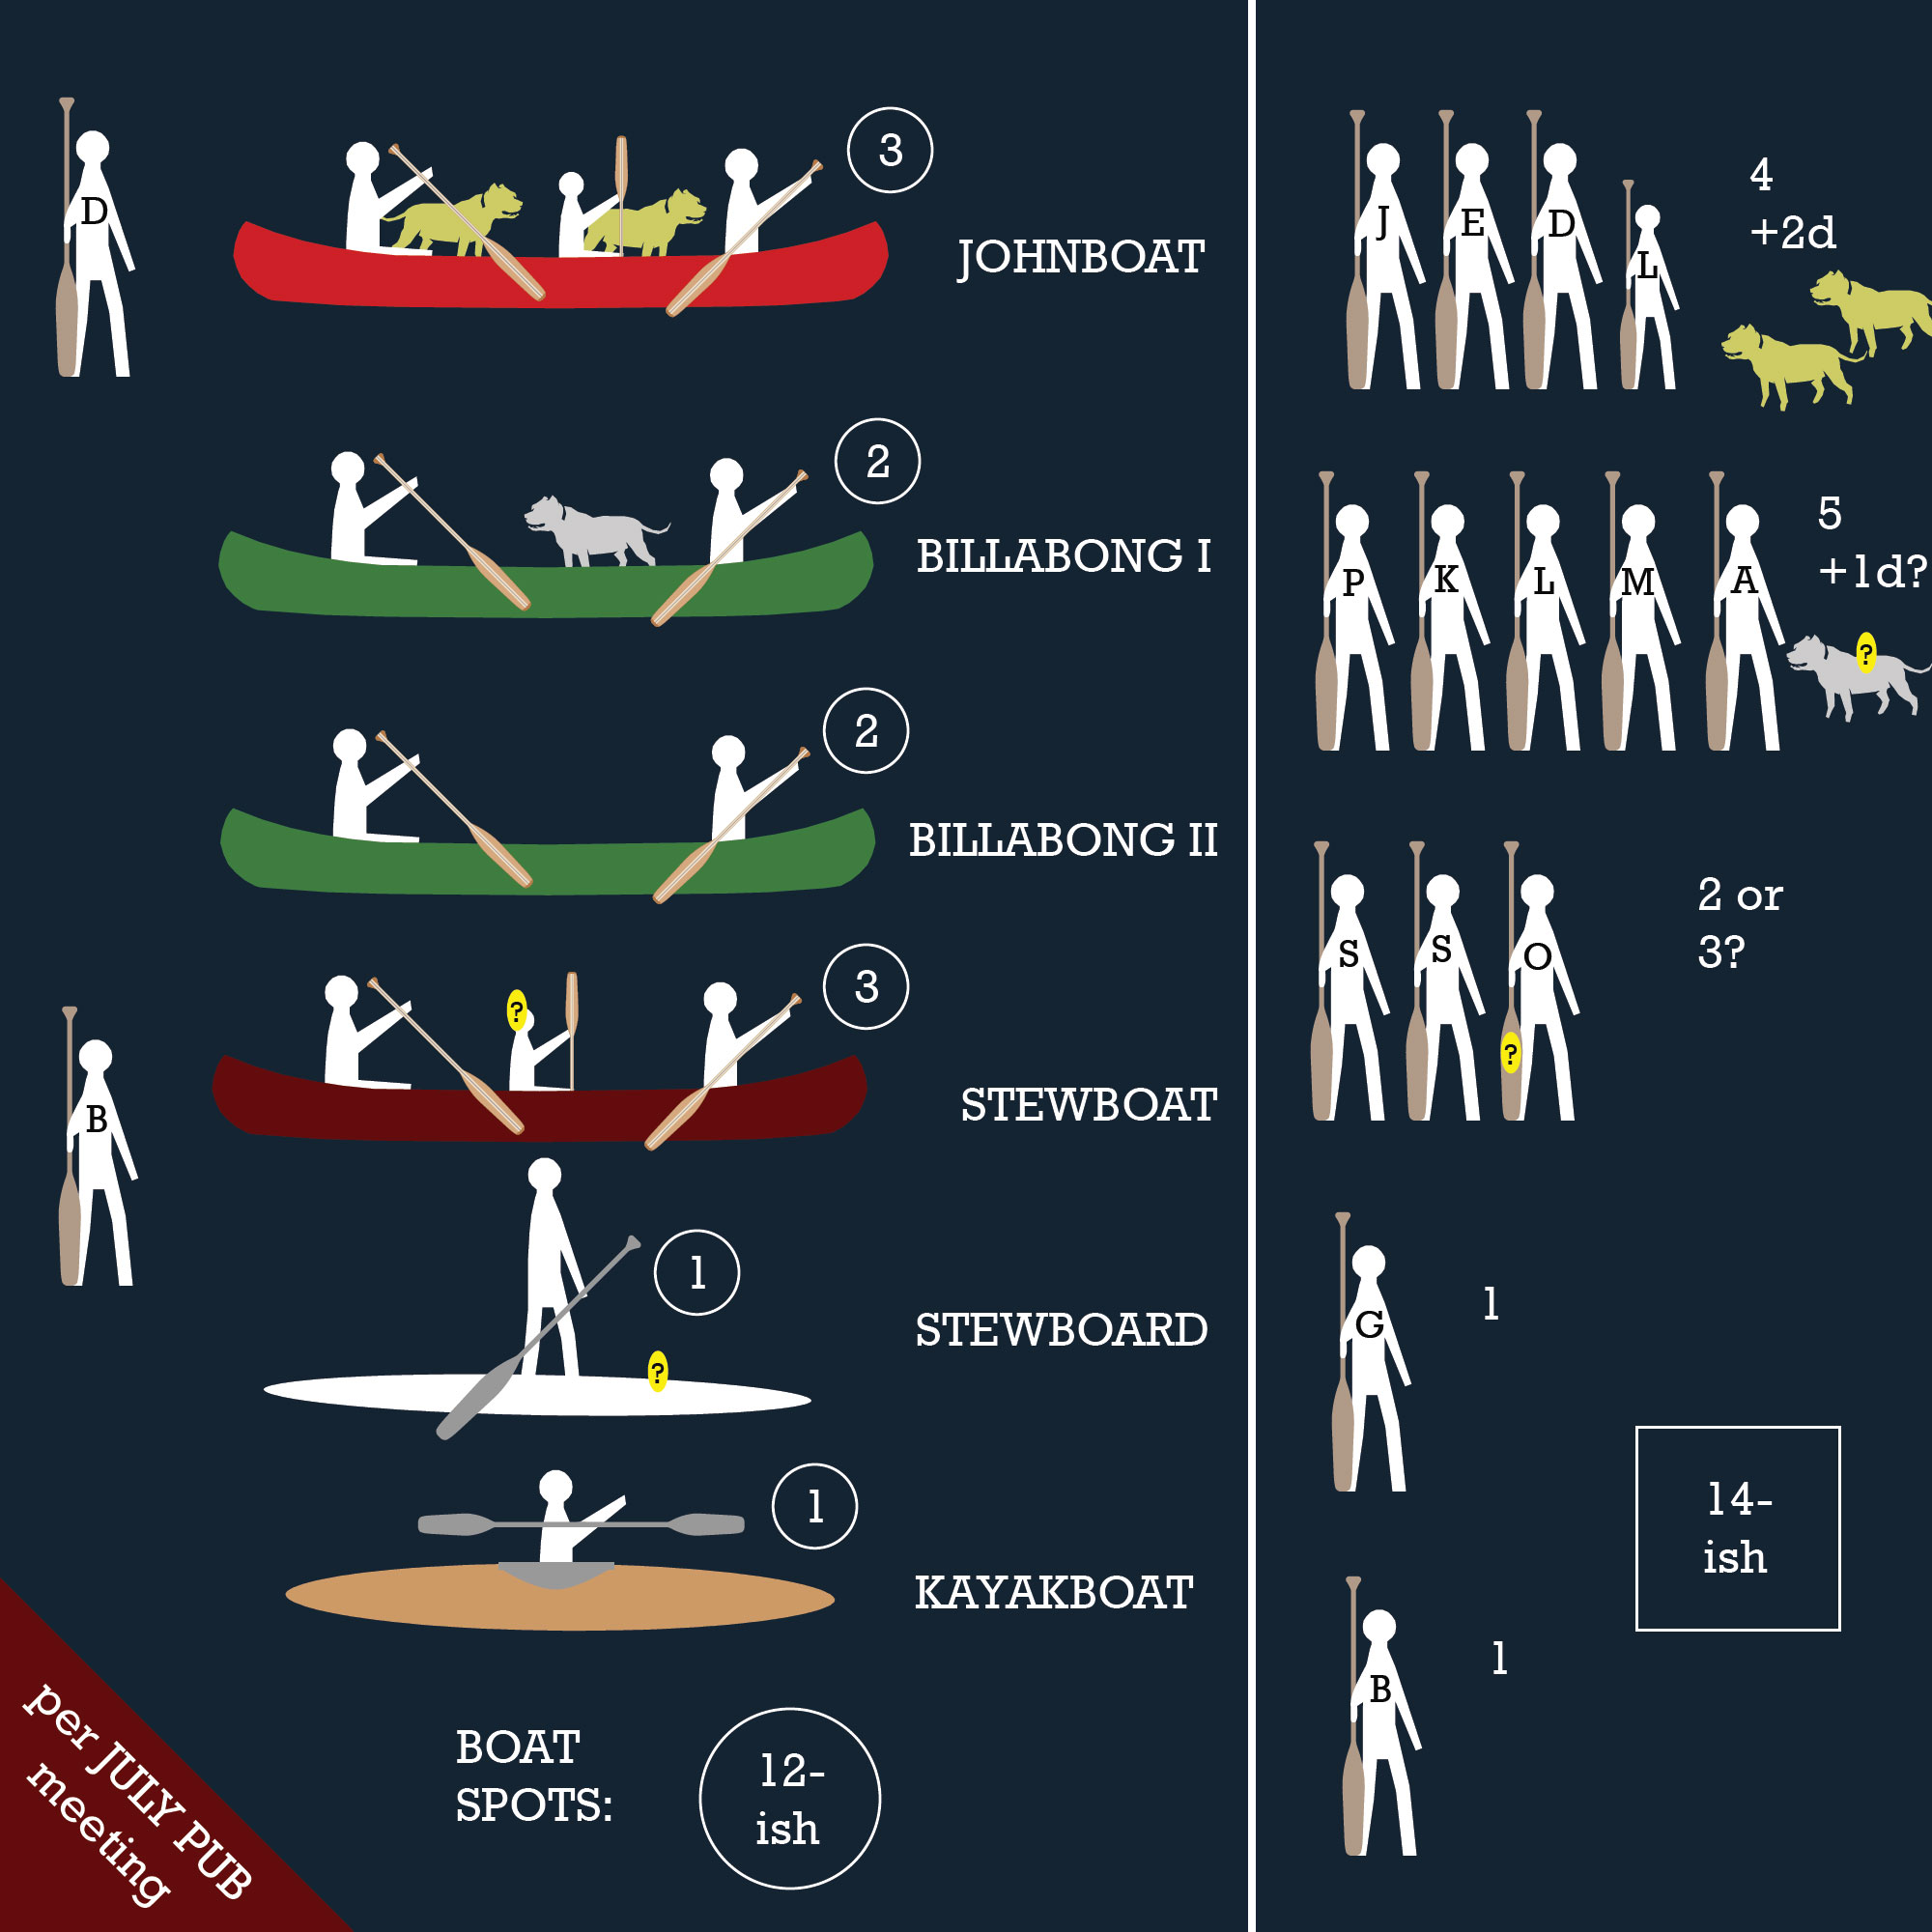 D
3
JOHNBOAT
2
BILLABONG I
2
BILLABONG II
?
3
STEWBOAT
B
1
?
STEWBOARD
1
KAYAKBOAT
BOAT
SPOTS:
12-
ish
per JULY PUB
meeting
J E D L
4
+2d
P K L M A
5
+1d?
?
S S O
?
2 or
3?
G
1
14-
ish
B
1